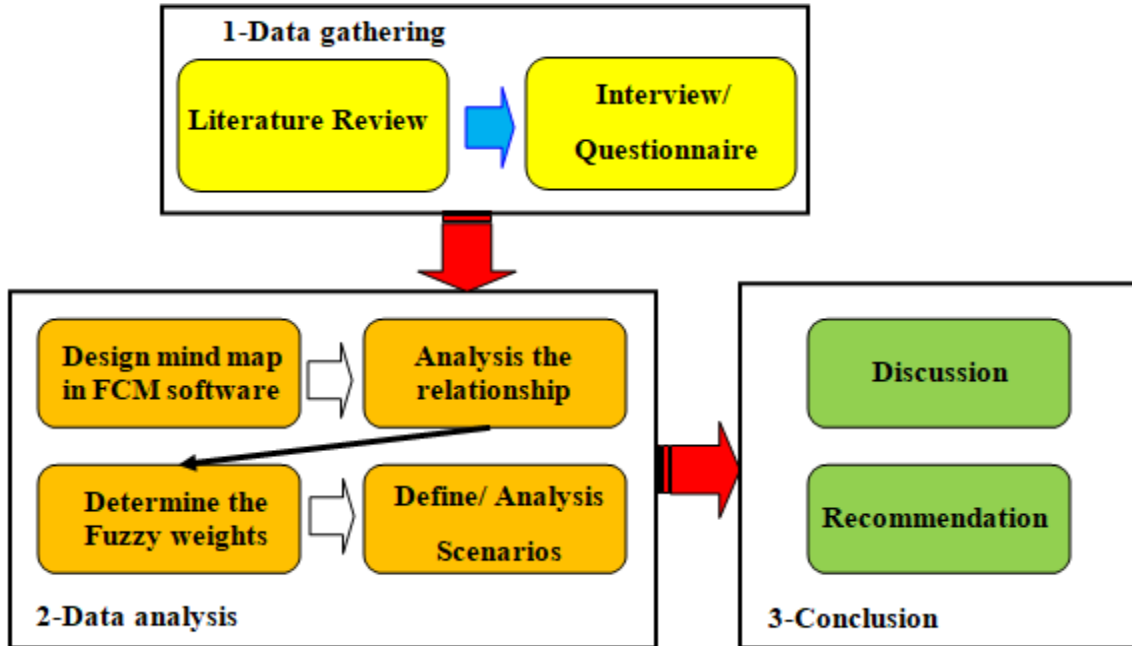 1-Data gathering
Literature Review
Interview/
Questionnaire
Design mind map
in FCM software
Analysis the
relationship
Determine the
Fuzzy weights
Define/ Analysis
Scenarios
2-Data analysis
Discussion
Recommendation
3-Conclusion